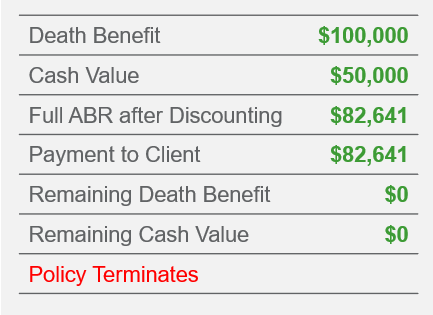 Death Benefit $100,000
Cash Value $50,000
Full ABR after Discounting $82,641
Payment to Client $82,641
Remaining Death Benefit $0
Remaining Cash Value $0
Policy Terminates